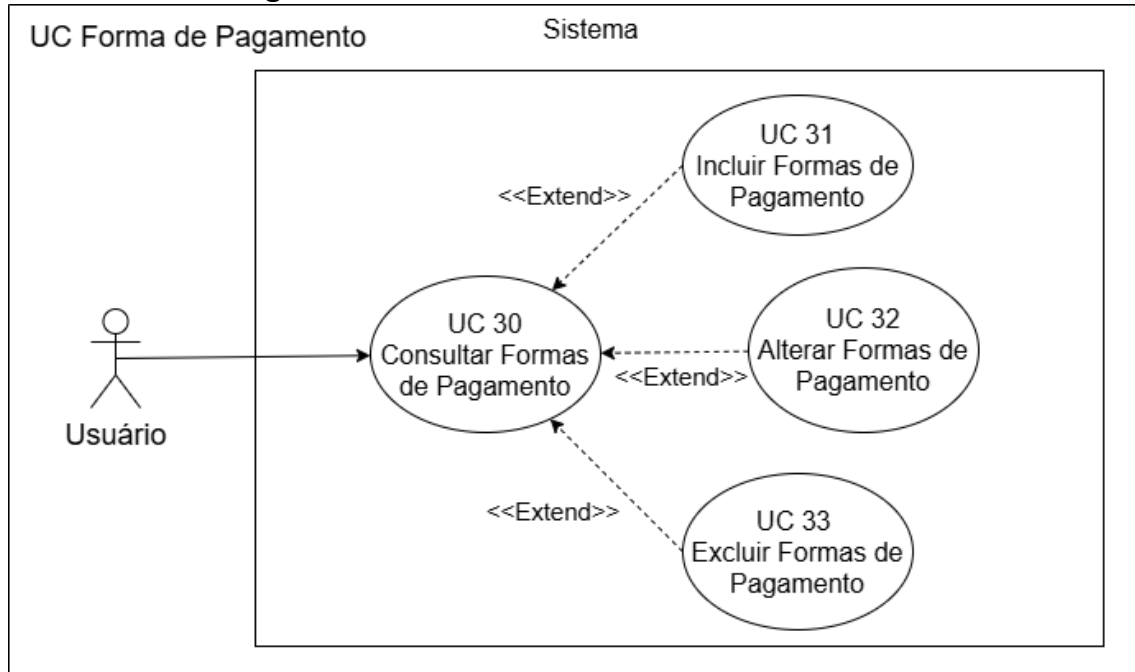 UC Forma de Pagamento
Sistema
UC 31
Incluir Formas de
Pagamento
<<Extend>>
UC 30
Consultar Formas
de Pagamento
UC 32
Alterar Formas de
Pagamento
<<Extend>>
Usuário
<<Extend>>
UC 33
Excluir Formas de
Pagamento